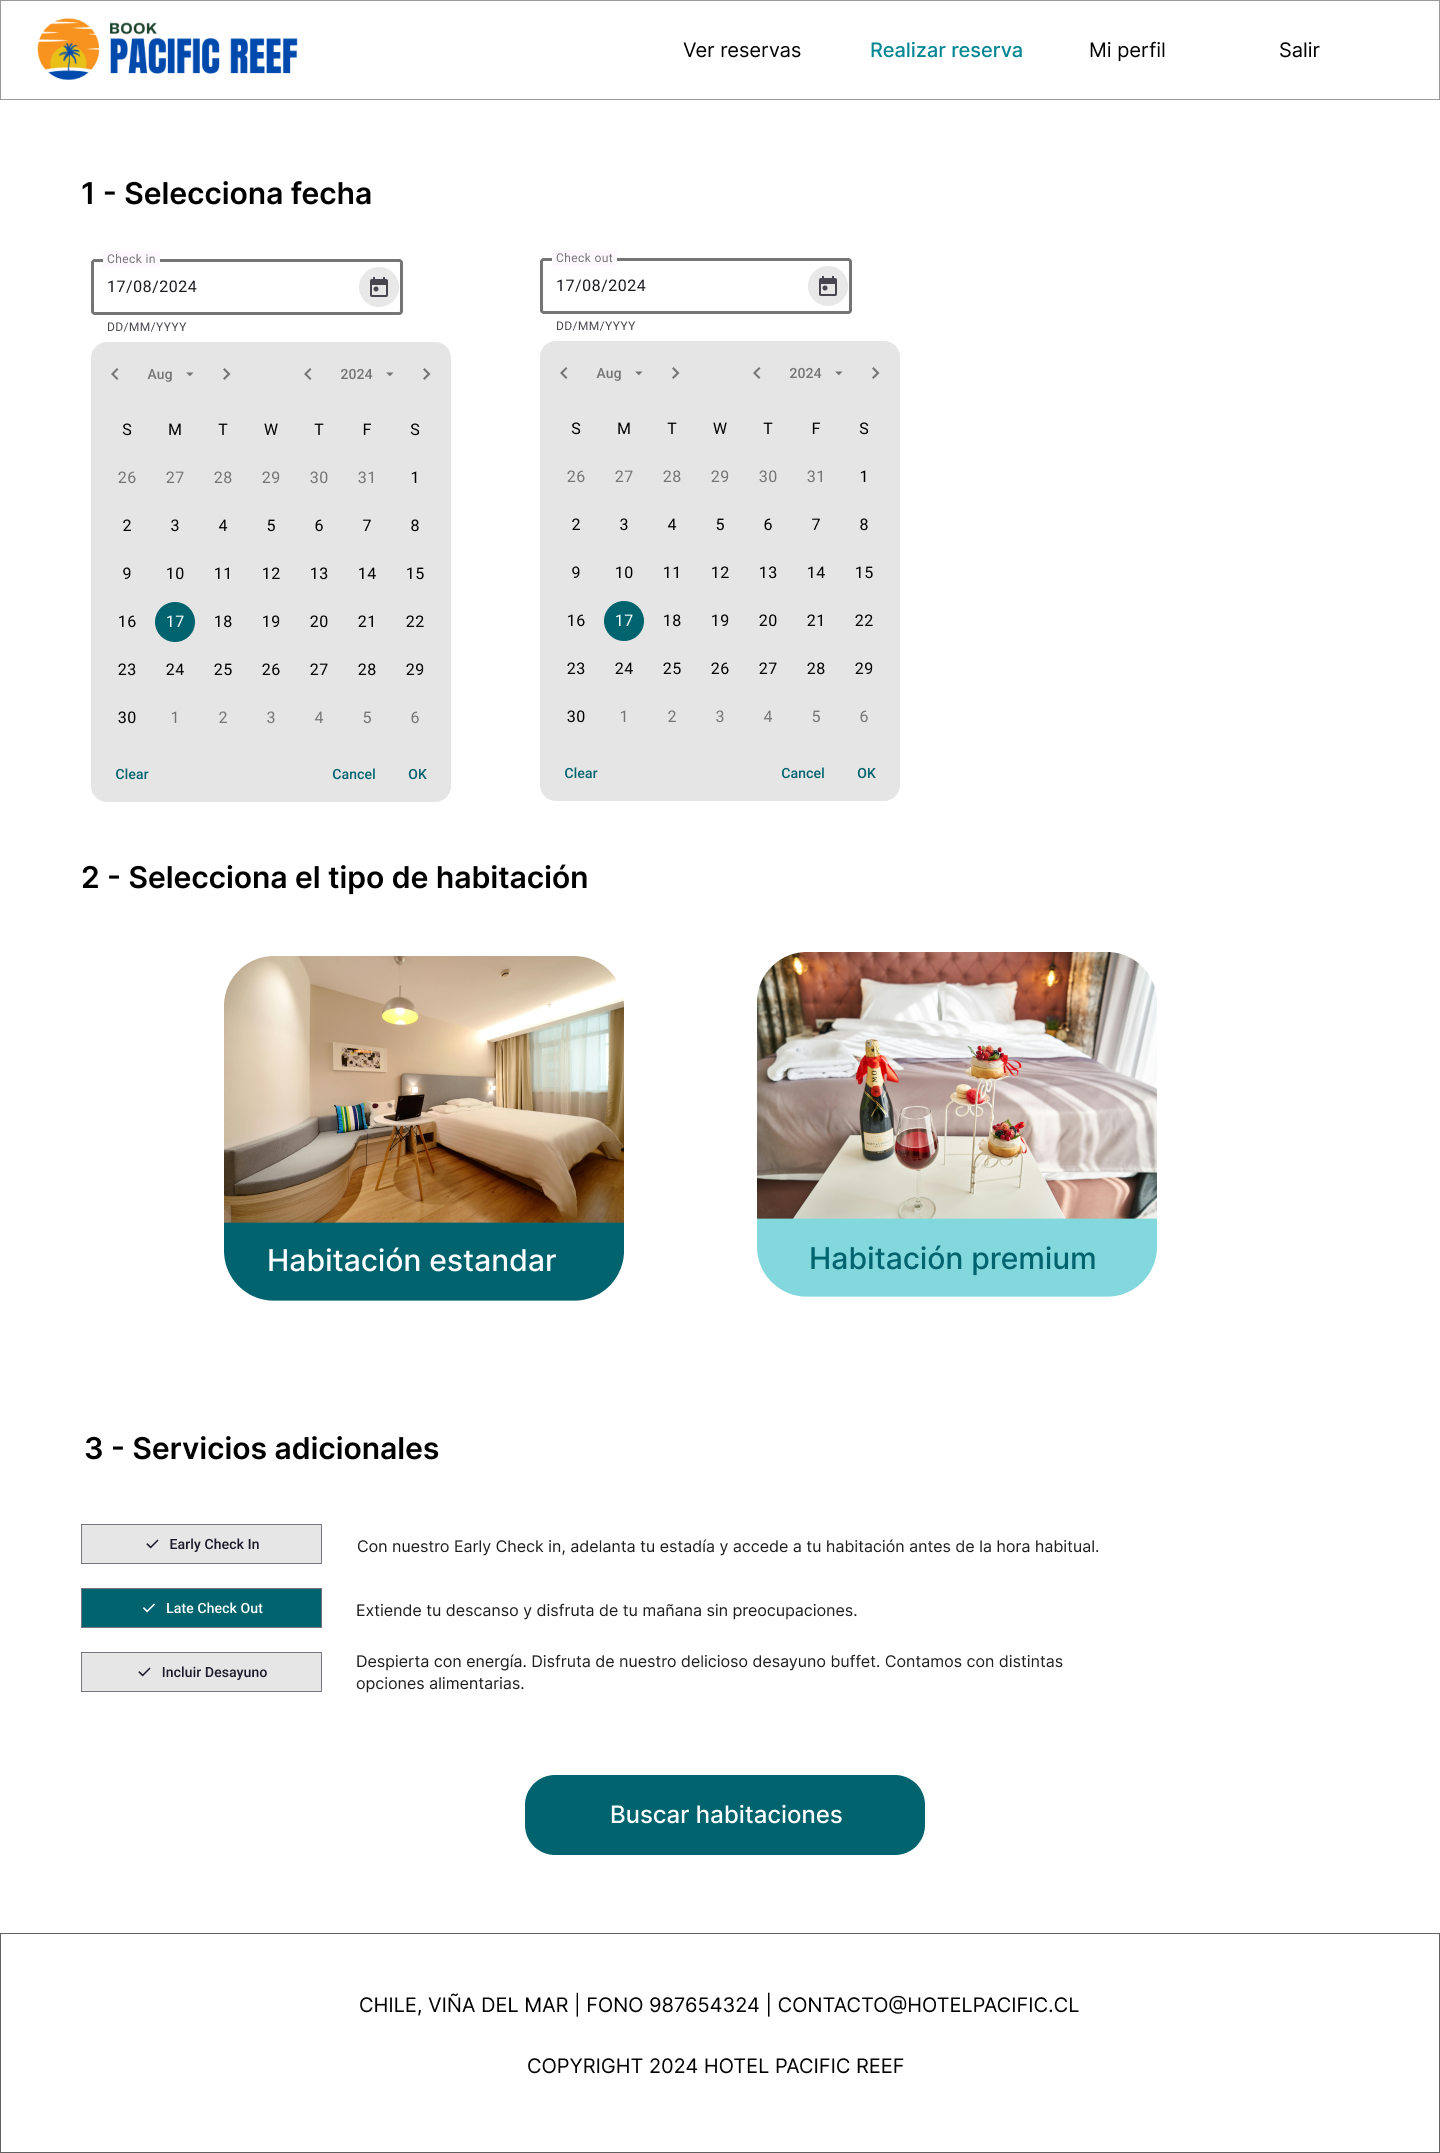 BOOK
PACIFIC REEF
Ver reservas
Realizar reserva
Mi perfil
Salir
1 - Selecciona fecha
Check in
17/08/2024
DD/MM/YYYY
Aug
2024
S M T W T F S
26 27 28 29 30 31 1
2 3 4 5 6 7 8
9 10 11 12 13 14 15
16 17 18 19 20 21 22
23 24 25 26 27 28 29
30 1 2 3 4 5 6
Clear
Cancel
OK
Check out
17/08/2024
DD/MM/YYYY
Aug
2024
S M T W T F S
26 27 28 29 30 31 1
2 3 4 5 6 7 8
9 10 11 12 13 14 15
16 17 18 19 20 21 22
23 24 25 26 27 28 29
30 1 2 3 4 5 6
Clear
Cancel
OK
2 - Selecciona el tipo de habitación
Habitación estandar
Habitación premium
3 - Servicios adicionales
Early Check In
Con nuestro Early Check in, adelanta tu estadía y accede a tu habitación antes de la hora habitual.
Late Check Out
Extiende tu descanso y disfruta de tu mañana sin preocupaciones.
Incluir Desayuno
Despierta con energía. Disfruta de nuestro delicioso desayuno buffet. Contamos con distintas
opciones alimentarias.
Buscar habitaciones
CHILE, VIÑA DEL MAR | FONO 987654324 | CONTACTO@HOTELPACIFIC.CL
COPYRIGHT 2024 HOTEL PACIFIC REEF